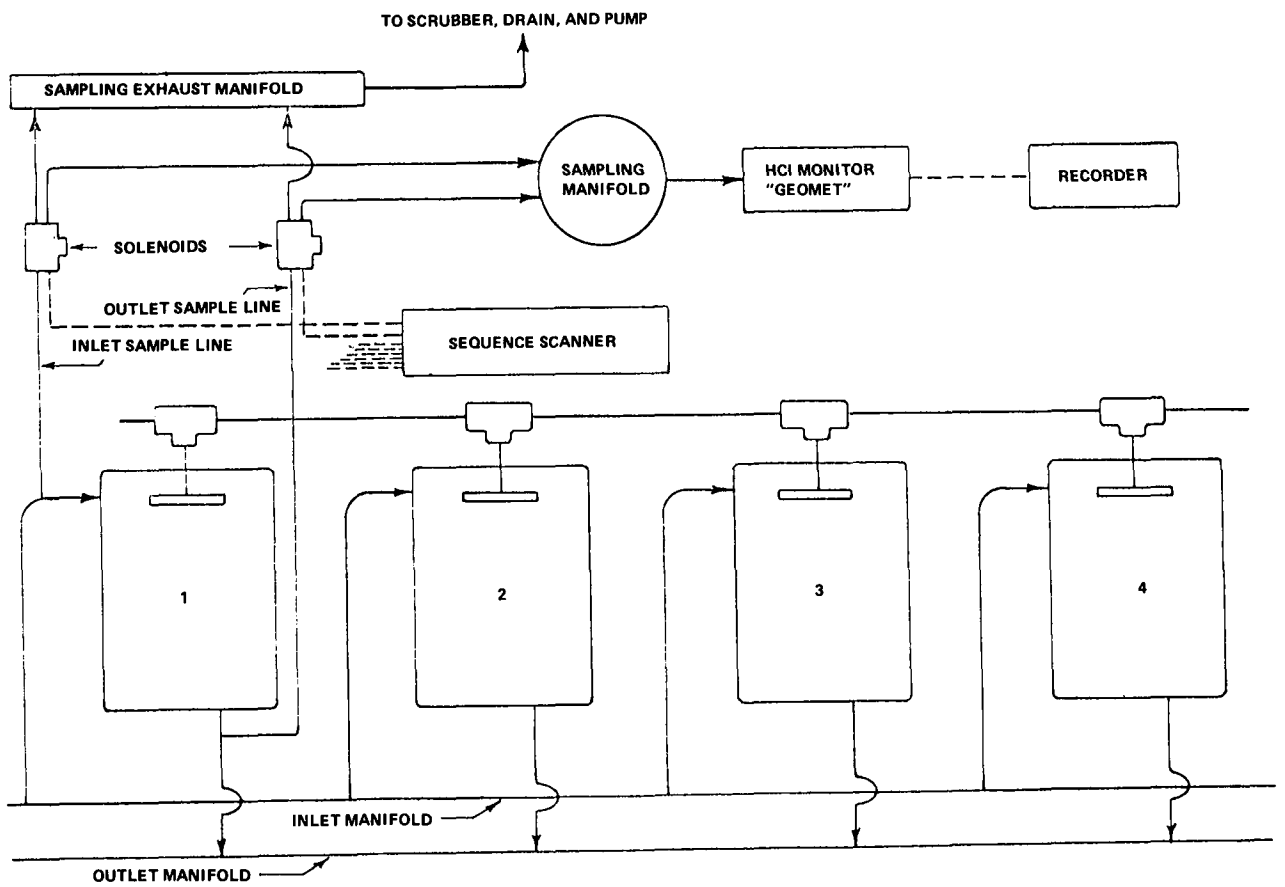 TO SCRUBBER, DRAIN, AND PUMP
SAMPLING EXHAUST MANIFOLD
SAMPLING
MANIFOLD
HCl MONITOR
"GEOMET"
RECORDER
SOLENOIDS
OUTLET SAMPLE LINE
INLET SAMPLE LINE
SEQUENCE SCANNER
1
2
3
4
INLET MANIFOLD
OUTLET MANIFOLD